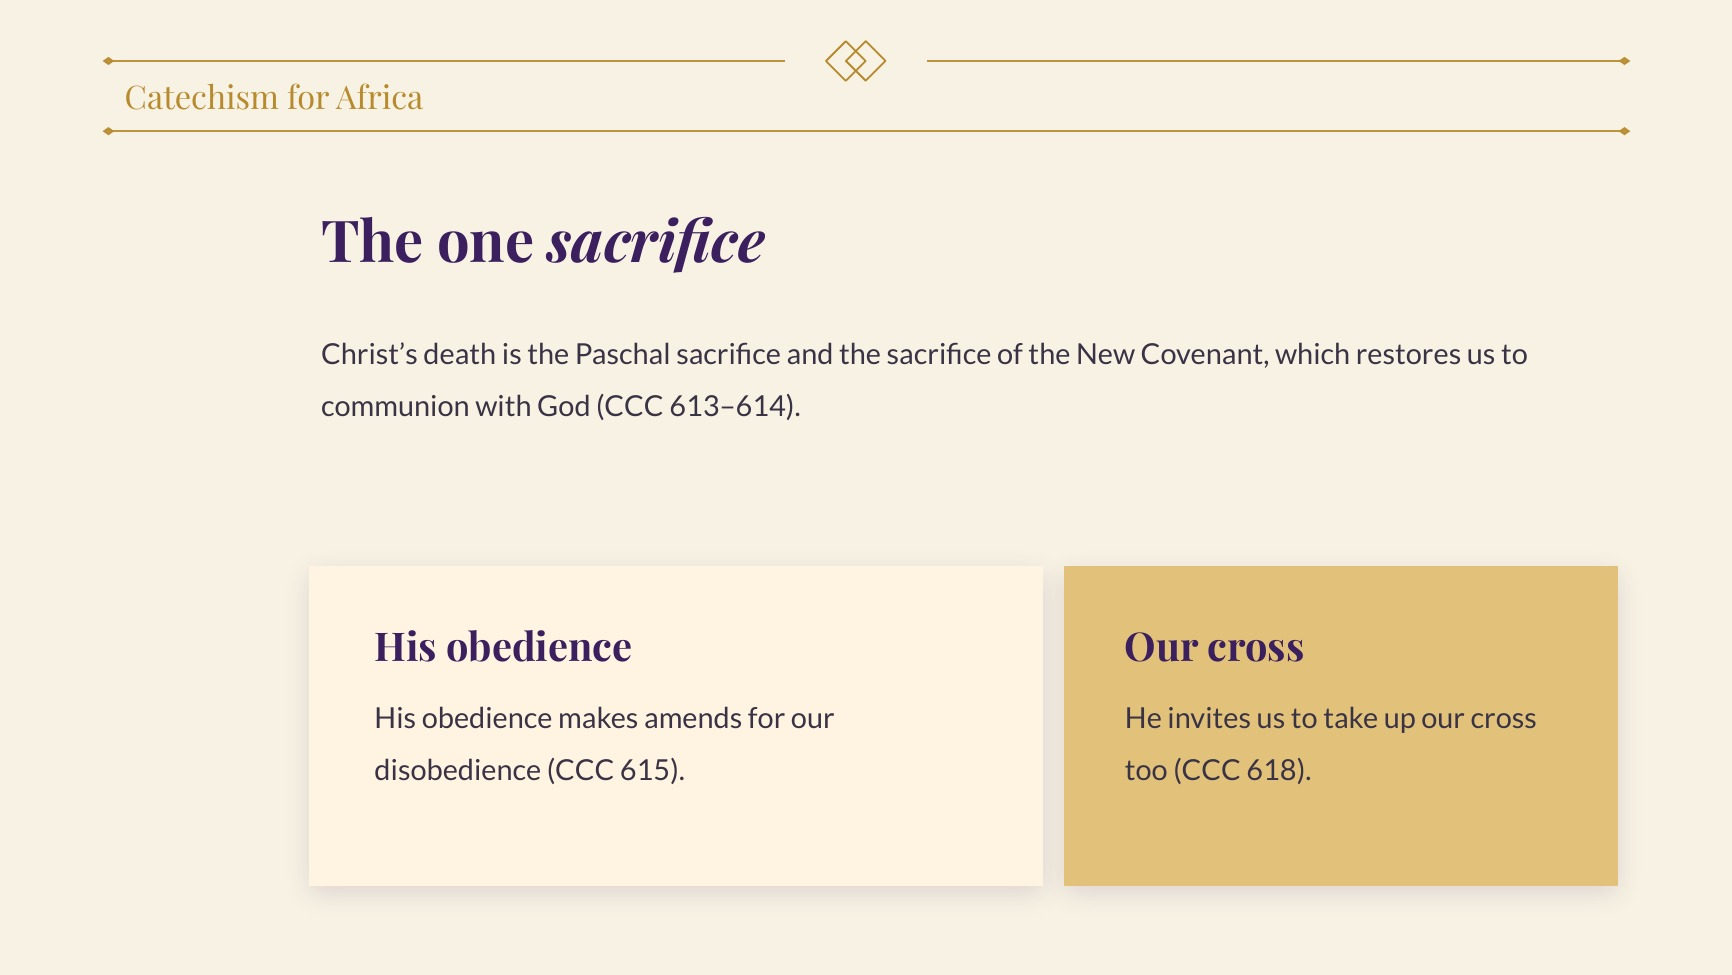 Catechism for Africa
The one sacrifice
Christ’s death is the Paschal sacrifice and the sacrifice of the New Covenant, which restores us to
communion with God (CCC 613–614).
His obedience
His obedience makes amends for our
disobedience (CCC 615).
Our cross
He invites us to take up our cross
too (CCC 618).